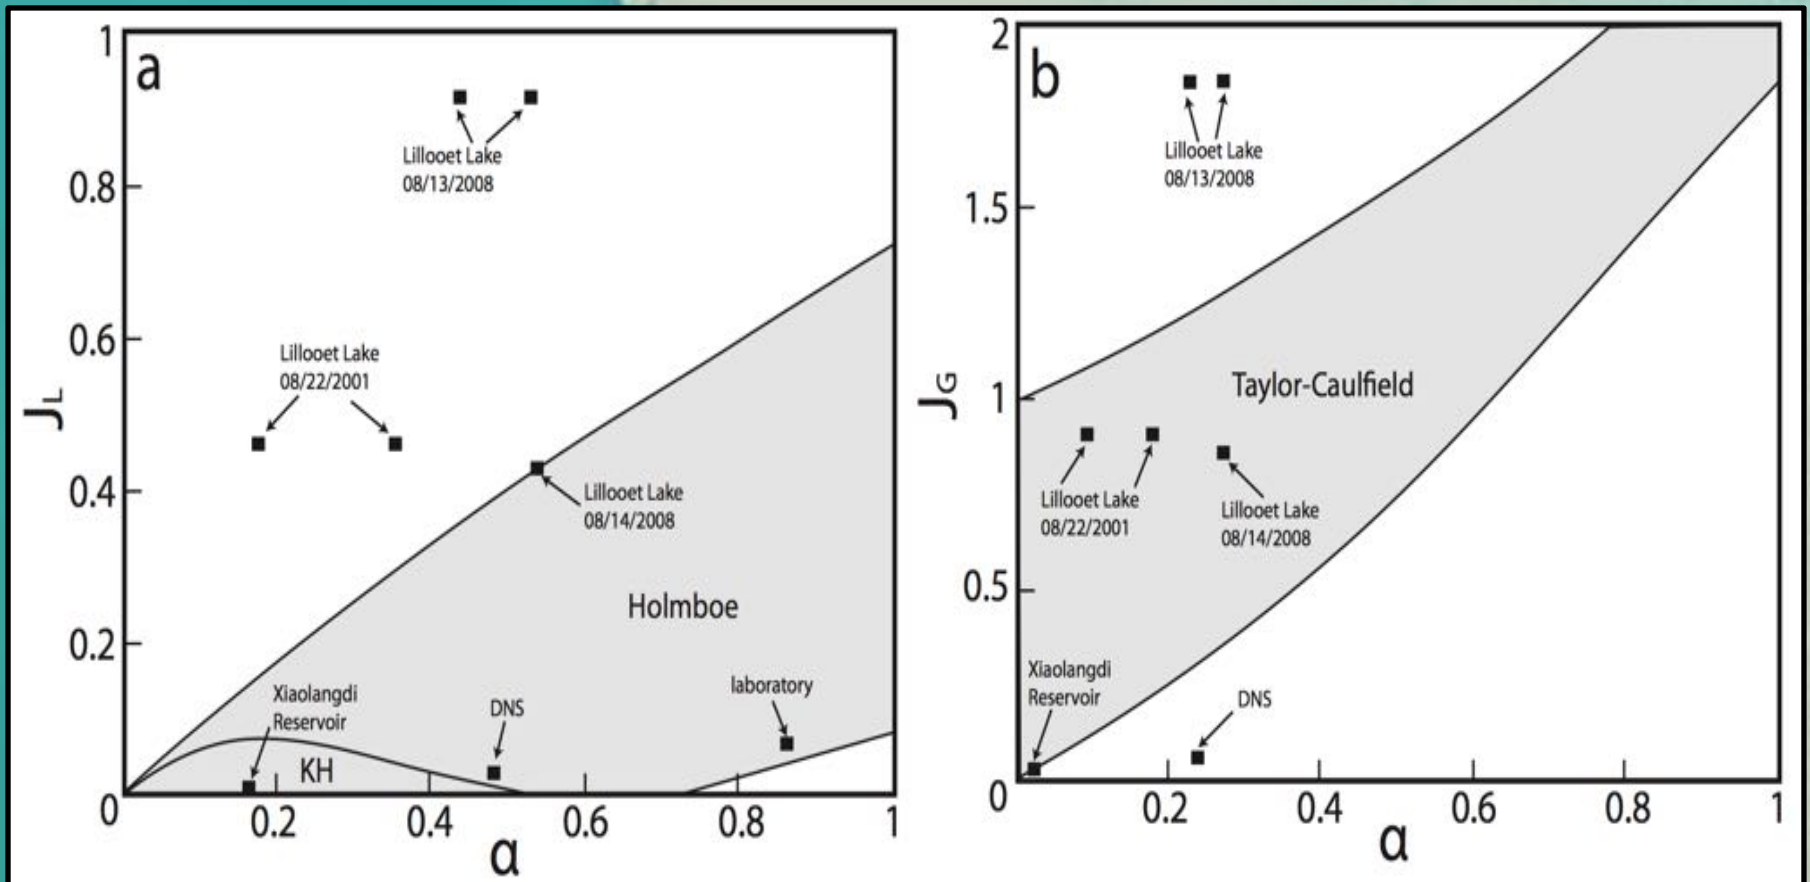 a
1
0.8
0.6
0.4
0.2
0
0.2
0.4
0.6
0.8
1
JL
α
Lillooet Lake
08/13/2008
Lillooet Lake
08/22/2001
Lillooet Lake
08/14/2008
Holmboe
Xiaolangdi
Reservoir
KH
DNS
laboratory
b
2
1.5
1
0.5
0
0.2
0.4
0.6
0.8
1
JG
α
Lillooet Lake
08/13/2008
Taylor-Caulfield
Lillooet Lake
08/22/2001
Lillooet Lake
08/14/2008
Xiaolangdi
Reservoir
DNS